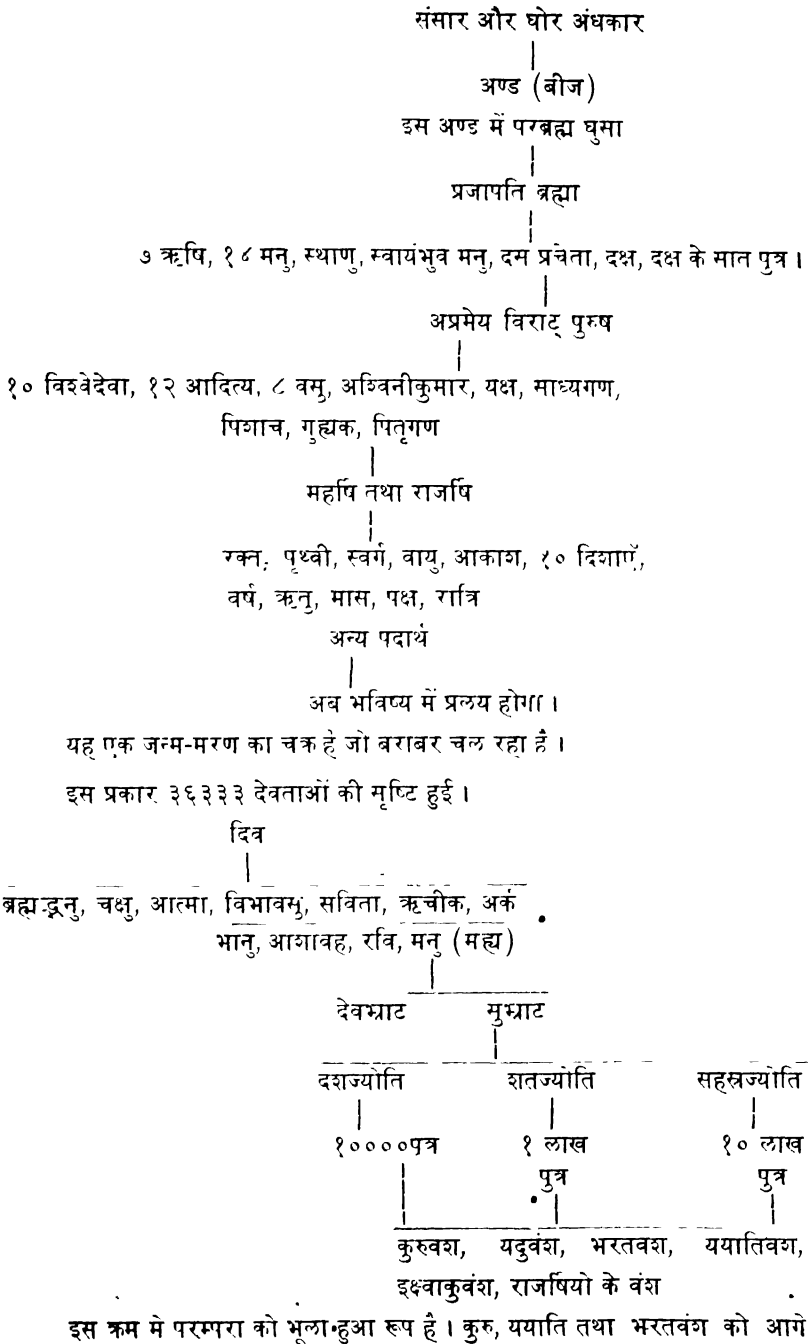 संसार और घोर अंधकार
अण्ड (बीज)
इस अण्ड में परब्रह्म घुसा
प्रजापति ब्रह्मा
७ ऋषि, १४ मनु, स्थाणु, स्वायंभुव मनु, दस प्रचेता, दक्ष, दक्ष के सात पुत्र ।
अप्रमेय विराट् पुरुष
१० विश्वेदेवा, १२ आदित्य, ८ वसु, अश्विनीकुमार, यक्ष, साध्यगण,
पिशाच, गुह्यक, पितृगण
महर्षि तथा राजर्षि
रक्त, पृथ्वी, स्वर्ग, वायु, आकाश, १० दिशाएँ,
वर्ष, ऋतु, मास, पक्ष, रात्रि
अन्य पदार्थ
अब भविष्य में प्रलय होगा ।
यह एक जन्म-मरण का चक्र है जो बराबर चल रहा है ।
इस प्रकार ३६३३३ देवताओं की सृष्टि हुई ।
दिव
चक्षु, आत्मा, विभावसु, सविता, ऋचीक, अर्क
भानु, आशावह, रवि, मनु (मह्य)
देवभ्राट सुभ्राट
दशज्योति शतज्योति सहस्रज्योति
१००००पुत्र १ लाख १० लाख
पुत्र पुत्र
कुरुवश, यदुवंश, भरतवश, ययातिवश,
इक्ष्वाकुवंश, राजर्षियो के वंश
इस क्रम मे परम्परा को भूला हुआ रूप है । कुरु, ययाति तथा भरतवंश को आगे